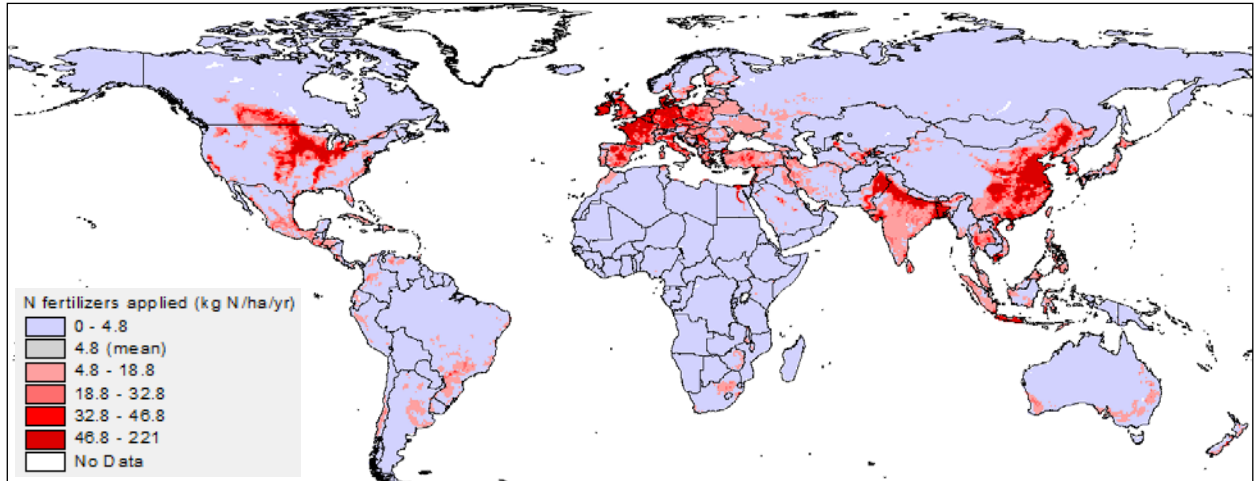 N fertilizers applied (kg N/ha/yr)
0 - 4.8
4.8 (mean)
4.8 - 18.8
18.8 - 32.8
32.8 - 46.8
46.8 - 221
No Data